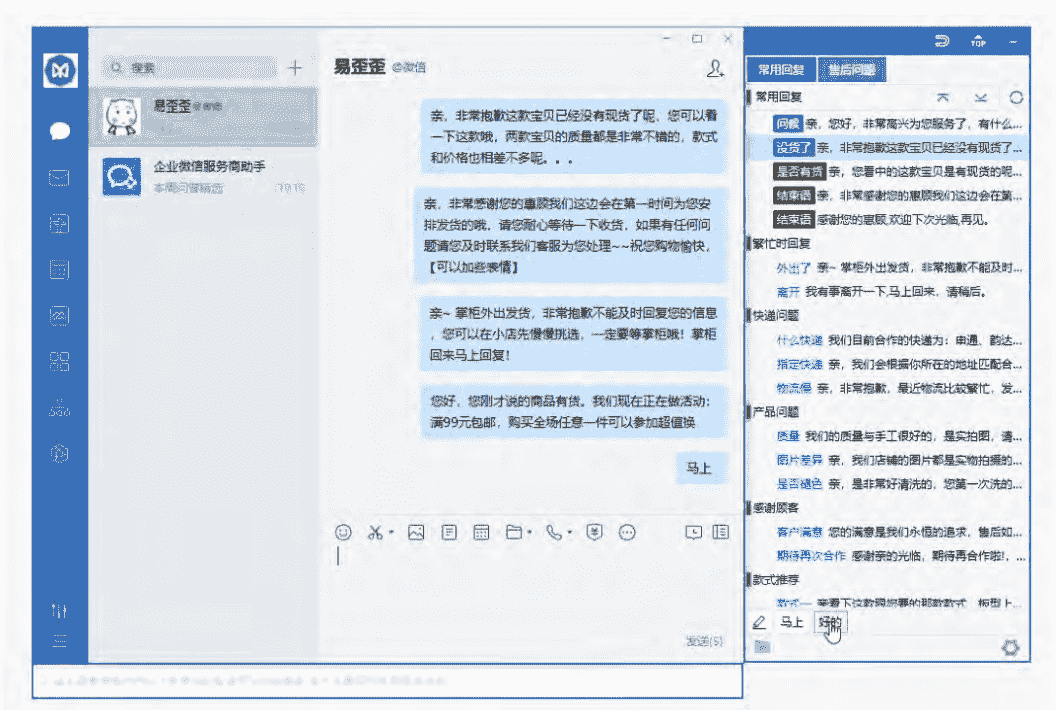 搜索
易歪歪
企业微信服务商助手
易歪歪 @微信
亲，非常抱歉这款宝贝已经没有现货了呢，您可以看
一下这款哦，两款宝贝的质量都是非常不错的，款式
和价格也相差不多呢。。。
亲，非常感谢您的惠顾我们这边会在第一时间为您安
排发货的哦，请您耐心等待一下收货，如果有任何问
题请您及时联系我们客服为您处理~~祝您购物愉快，
【可以加些表情】
亲~ 掌柜外出发货，非常抱歉不能及时回复您的信息
，您可以在小店先慢慢挑选，一定要等掌柜哦！掌柜
回来马上回复！
您好，您刚才说的商品有货。我们现在正在做活动：
满99元包邮，购买全场任意一件可以参加超值换
马上
发送(S)
TOP
常用回复 售后问题
常用回复
问候 亲，您好，非常高兴为您服务了，有什么...
没货了 亲，非常抱歉这款宝贝已经没有现货了...
是否有货 亲，您看中的这款宝贝是有现货的呢...
结束语 亲，非常感谢您的惠顾我们这边会在第...
结束语 感谢您的惠顾,欢迎下次光临,再见。
繁忙时回复
外出了 亲~ 掌柜外出发货，非常抱歉不能及时...
离开 我有事离开一下,马上回来，请稍后。
快递问题
什么快递 我们目前合作的快递为：申通、韵达...
指定快递 亲，我们会根据你所在的地址匹配合...
物流慢 亲，非常抱歉，最近物流比较繁忙，发...
产品问题
质量 我们的质量与手工很好的，是实拍图，请...
图片差异 亲，我们店铺的图片都是实物拍摄的...
是否褪色 亲，是非常好清洗的，您第一次洗的...
感谢顾客
客户满意 您的满意是我们永恒的追求，售后如...
期待再次合作 感谢亲的光临，期待再合作啦!，...
款式推荐
款式一 亲看下这款跟您要的那款款式，板型上...
马上 好的